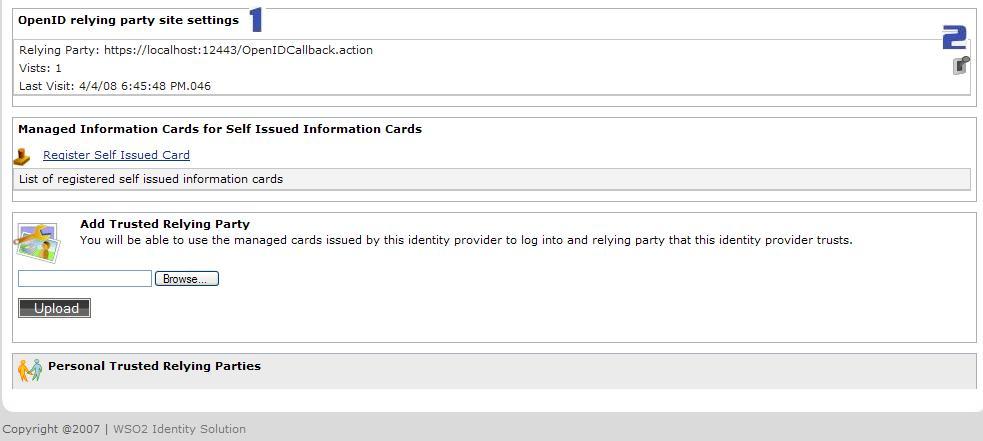 OpenID relying party site settings 1
2
Relying Party: https://localhost:12443/OpenIDCallback.action
Vists: 1
Last Visit: 4/4/08 6:45:48 PM.046
Managed Information Cards for Self Issued Information Cards
Register Self Issued Card
List of registered self issued information cards
Add Trusted Relying Party
You will be able to use the managed cards issued by this identity provider to log into and relying party that this identity provider trusts.
Browse...
Upload
Personal Trusted Relying Parties
Copyright @2007 | WSO2 Identity Solution